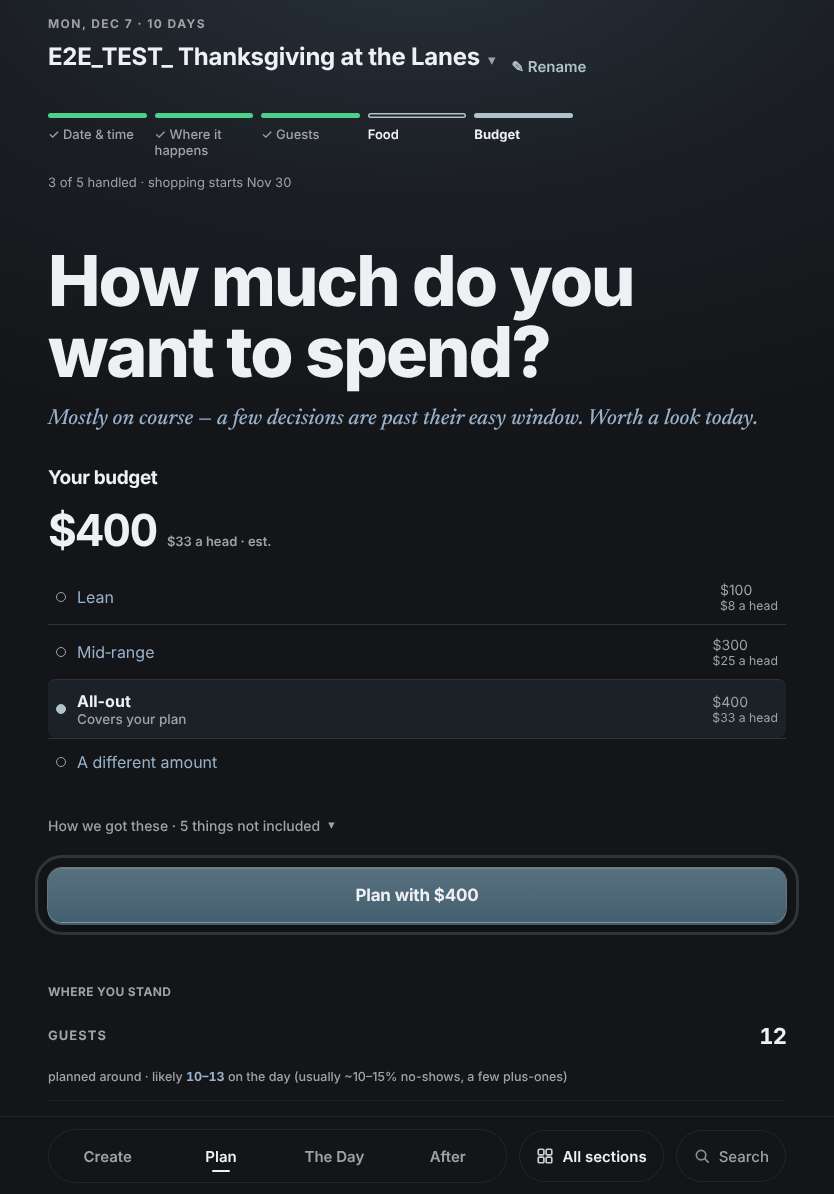 MON, DEC 7 · 10 DAYS
E2E_TEST_ Thanksgiving at the Lanes ▾ ✎ Rename
✓ Date & time
✓ Where it happens
✓ Guests
Food
Budget
3 of 5 handled · shopping starts Nov 30
How much do you
want to spend?
Mostly on course — a few decisions are past their easy window. Worth a look today.
Your budget
$400 $33 a head · est.
Lean $100
$8 a head
Mid-range $300
$25 a head
All-out $400
Covers your plan $33 a head
A different amount
How we got these · 5 things not included ▾
Plan with $400
WHERE YOU STAND
GUESTS 12
planned around · likely 10–13 on the day (usually ~10–15% no-shows, a few plus-ones)
Create Plan The Day After All sections Search